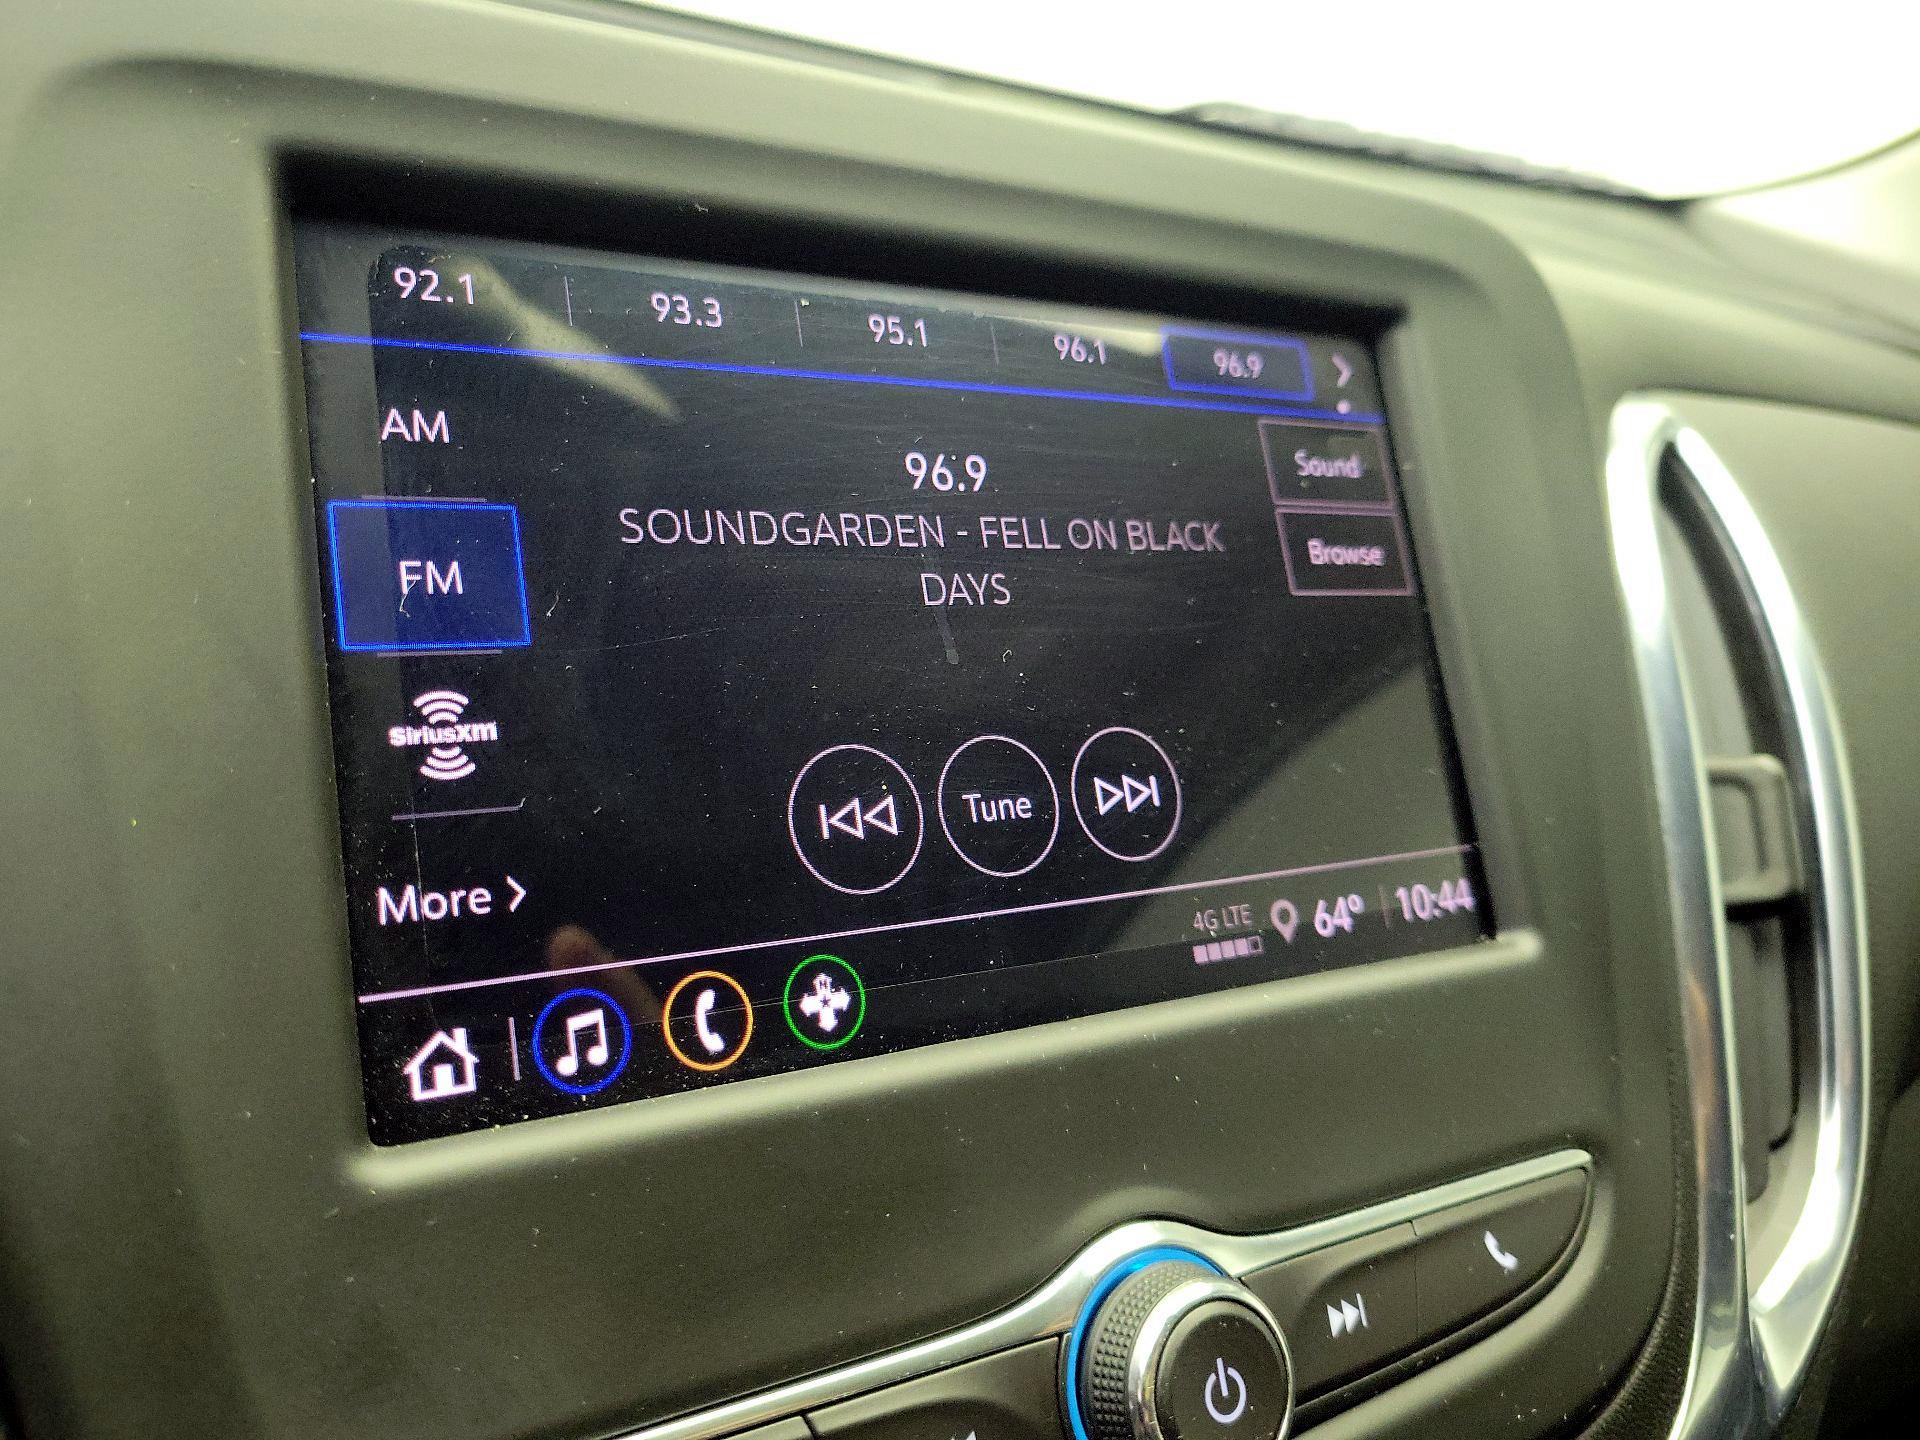 92.1 93.3 95.1 96.1 96.9
AM
96.9
Sound
SOUNDGARDEN - FELL ON BLACK
DAYS
Browse
FM
SiriusXM
Tune
More
4G LTE 64° 10:44
H